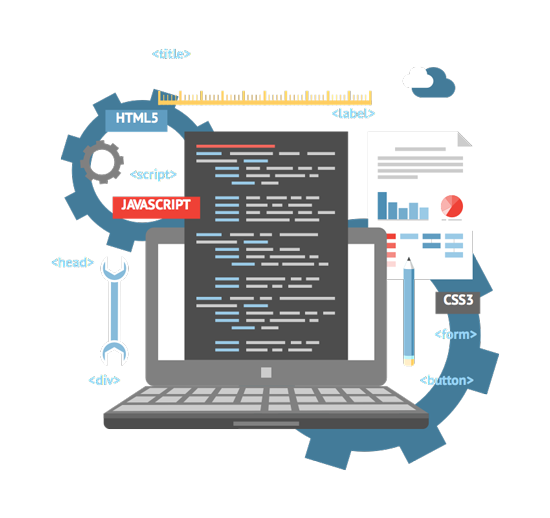 <title>
<label>
HTML5
<script>
JAVASCRIPT
<head>
CSS3
<form>
<div>
<button>